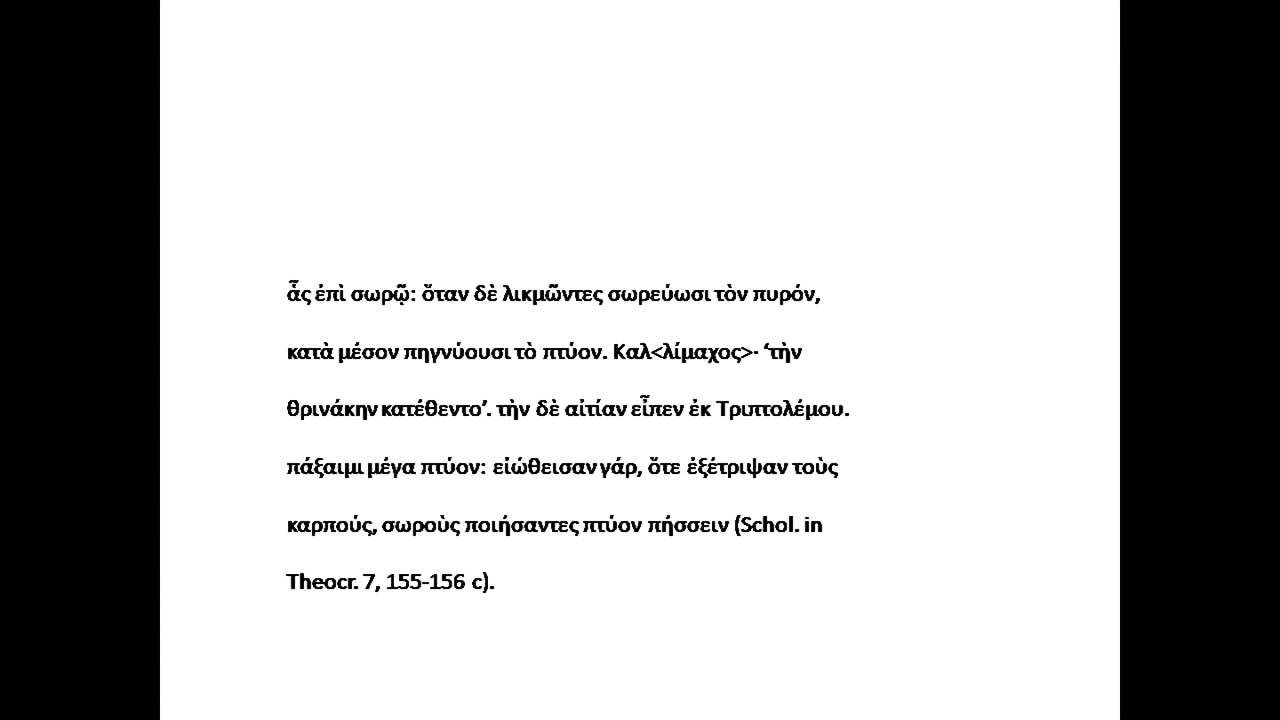 ἇς ἐπὶ σωρῷ: ὅταν δὲ λικμῶντες σωρεύωσι τὸν πυρόν,
κατὰ μέσον πηγνύουσι τὸ πτύον. Καλ<λίμαχος>· ‘τὴν
θρινάκην κατέθεντο’. τὴν δὲ αἰτίαν εἶπεν ἐκ Τριπτολέμου.
πάξαιμι μέγα πτύον: εἰώθεισαν γάρ, ὅτε ἐξέτριψαν τοὺς
καρπούς, σωροὺς ποιήσαντες πτύον πήσσειν (Schol. in
Theocr. 7, 155-156 c).